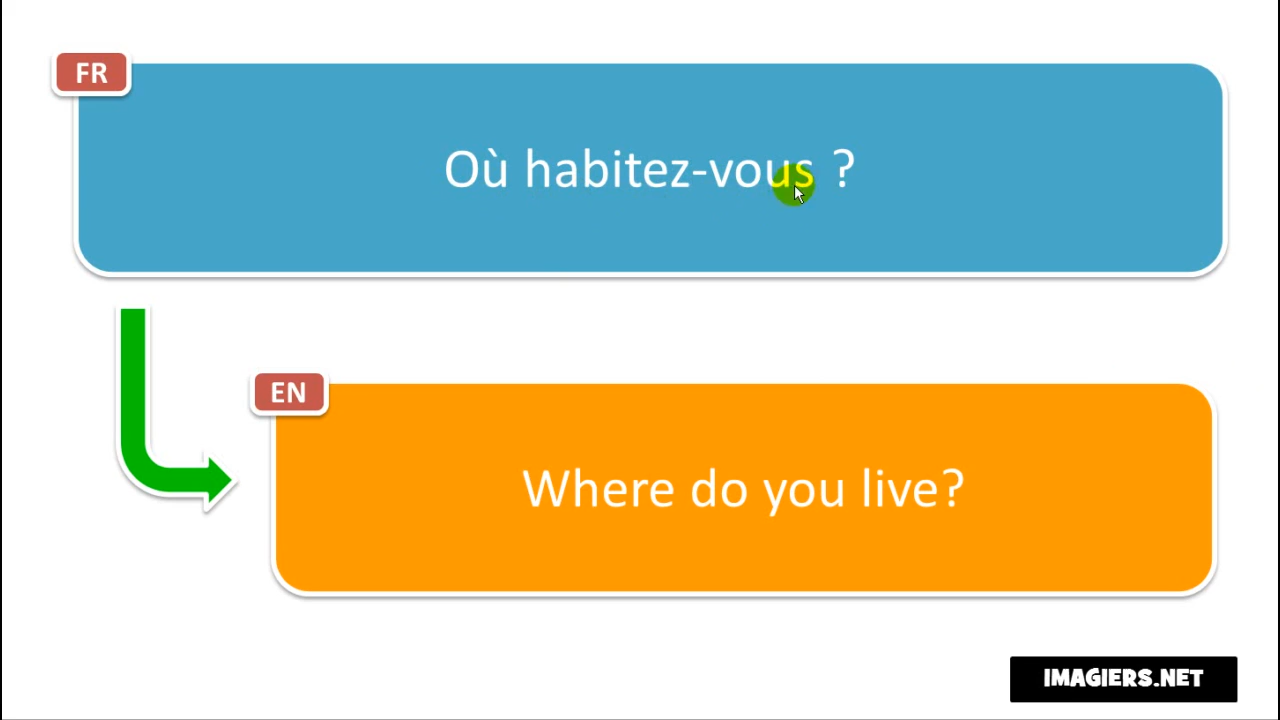 FR
Où habitez-vous ?
EN
Where do you live?
IMAGIERS.NET